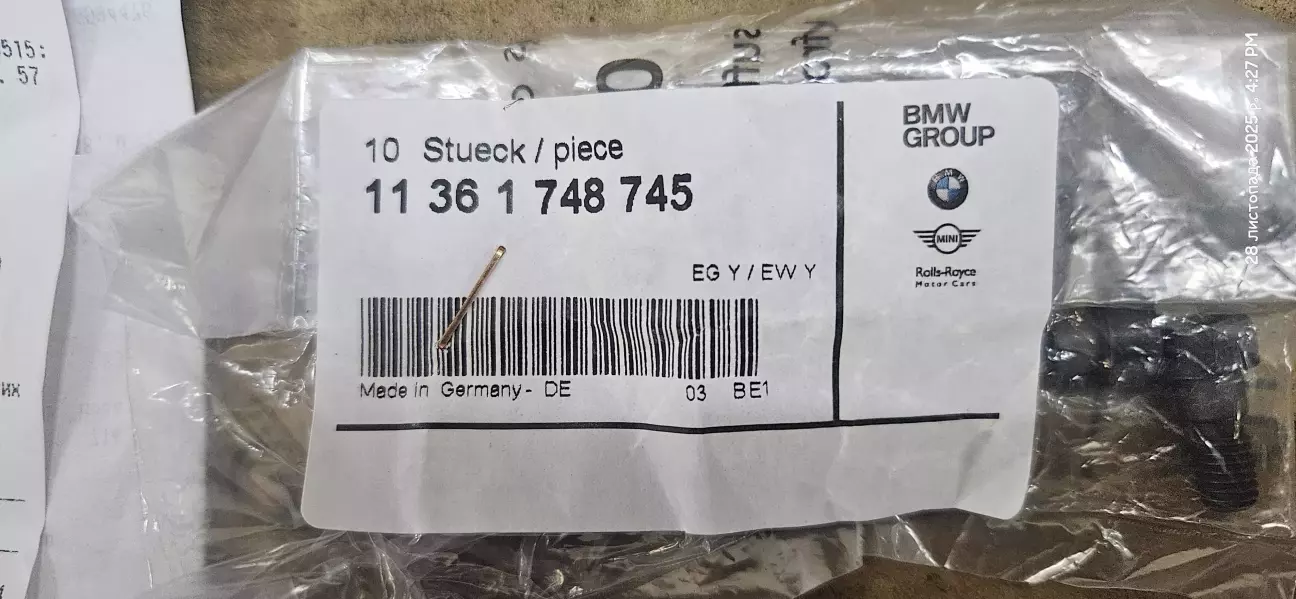 515:
. 57
10 Stueck / piece
11 36 1 748 745
EG Y / EW Y
Made in Germany - DE 03 BE1
BMW
GROUP
BMW
MINI
Rolls-Royce
Motor Cars
28 листопада 2025 р. 4:27 PM